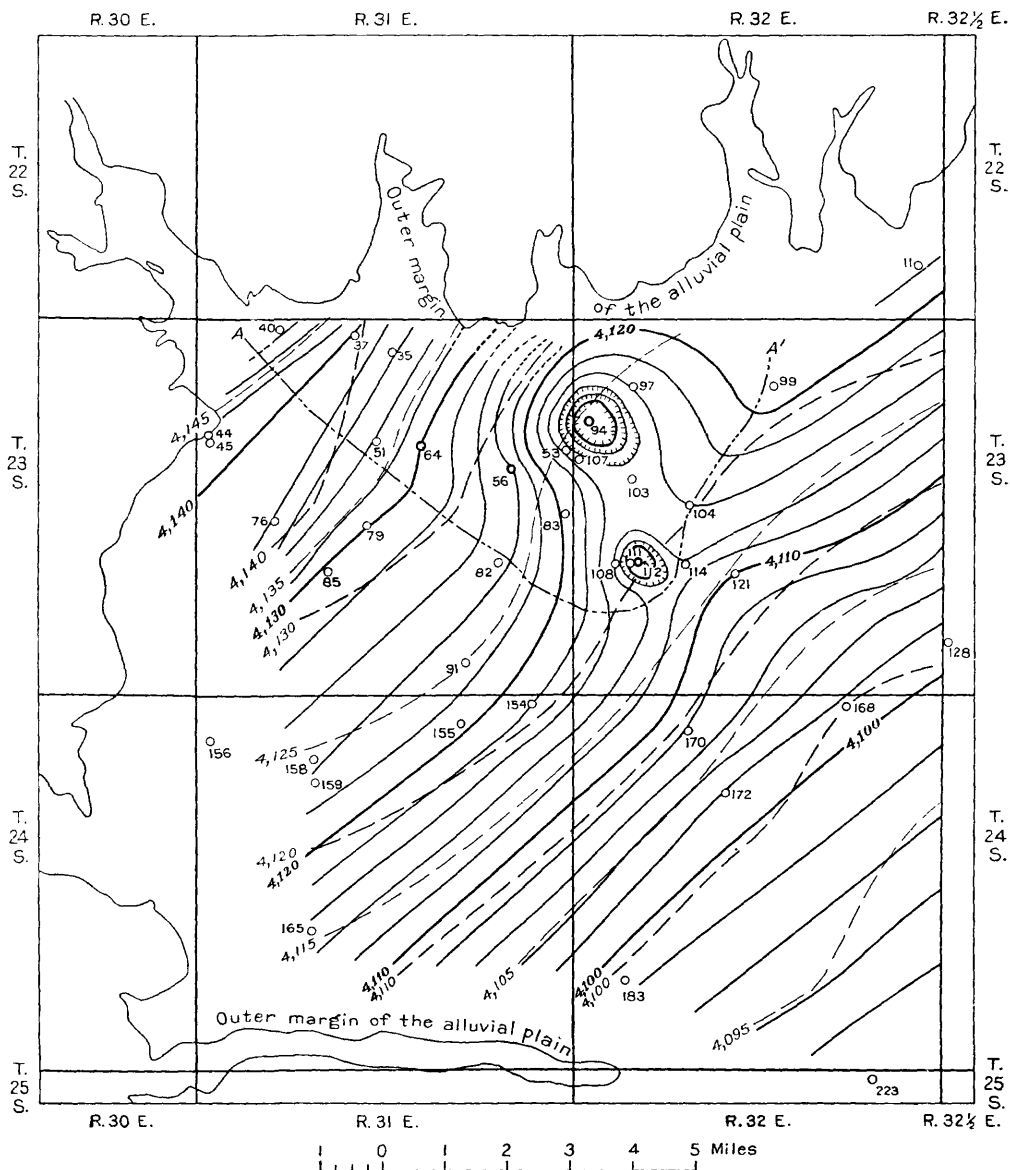 R. 30 E.
R. 31 E.
R. 32 E.
R. 32½ E.
T. 22 S.
T. 22 S.
Outer margin
of the alluvial plain
11
A
40
37
35
4,120
A'
97
99
94
4,145
44
45
51
64
53
107
T. 23 S.
T. 23 S.
56
103
4,140
76
79
83
104
4,140
85
82
108
111
112
114
121
4,110
4,135
4,130
4,130
128
91
154
168
155
156
4,125
158
159
170
4,100
172
T. 24 S.
T. 24 S.
4,120
4,120
165
4,115
4,110
4,110
4,105
4,100
4,100
183
Outer margin of the alluvial plain
4,095
T. 25 S.
T. 25 S.
223
R. 30 E.
R. 31 E.
R. 32 E.
R. 32½ E.
1 0 1 2 3 4 5 Miles